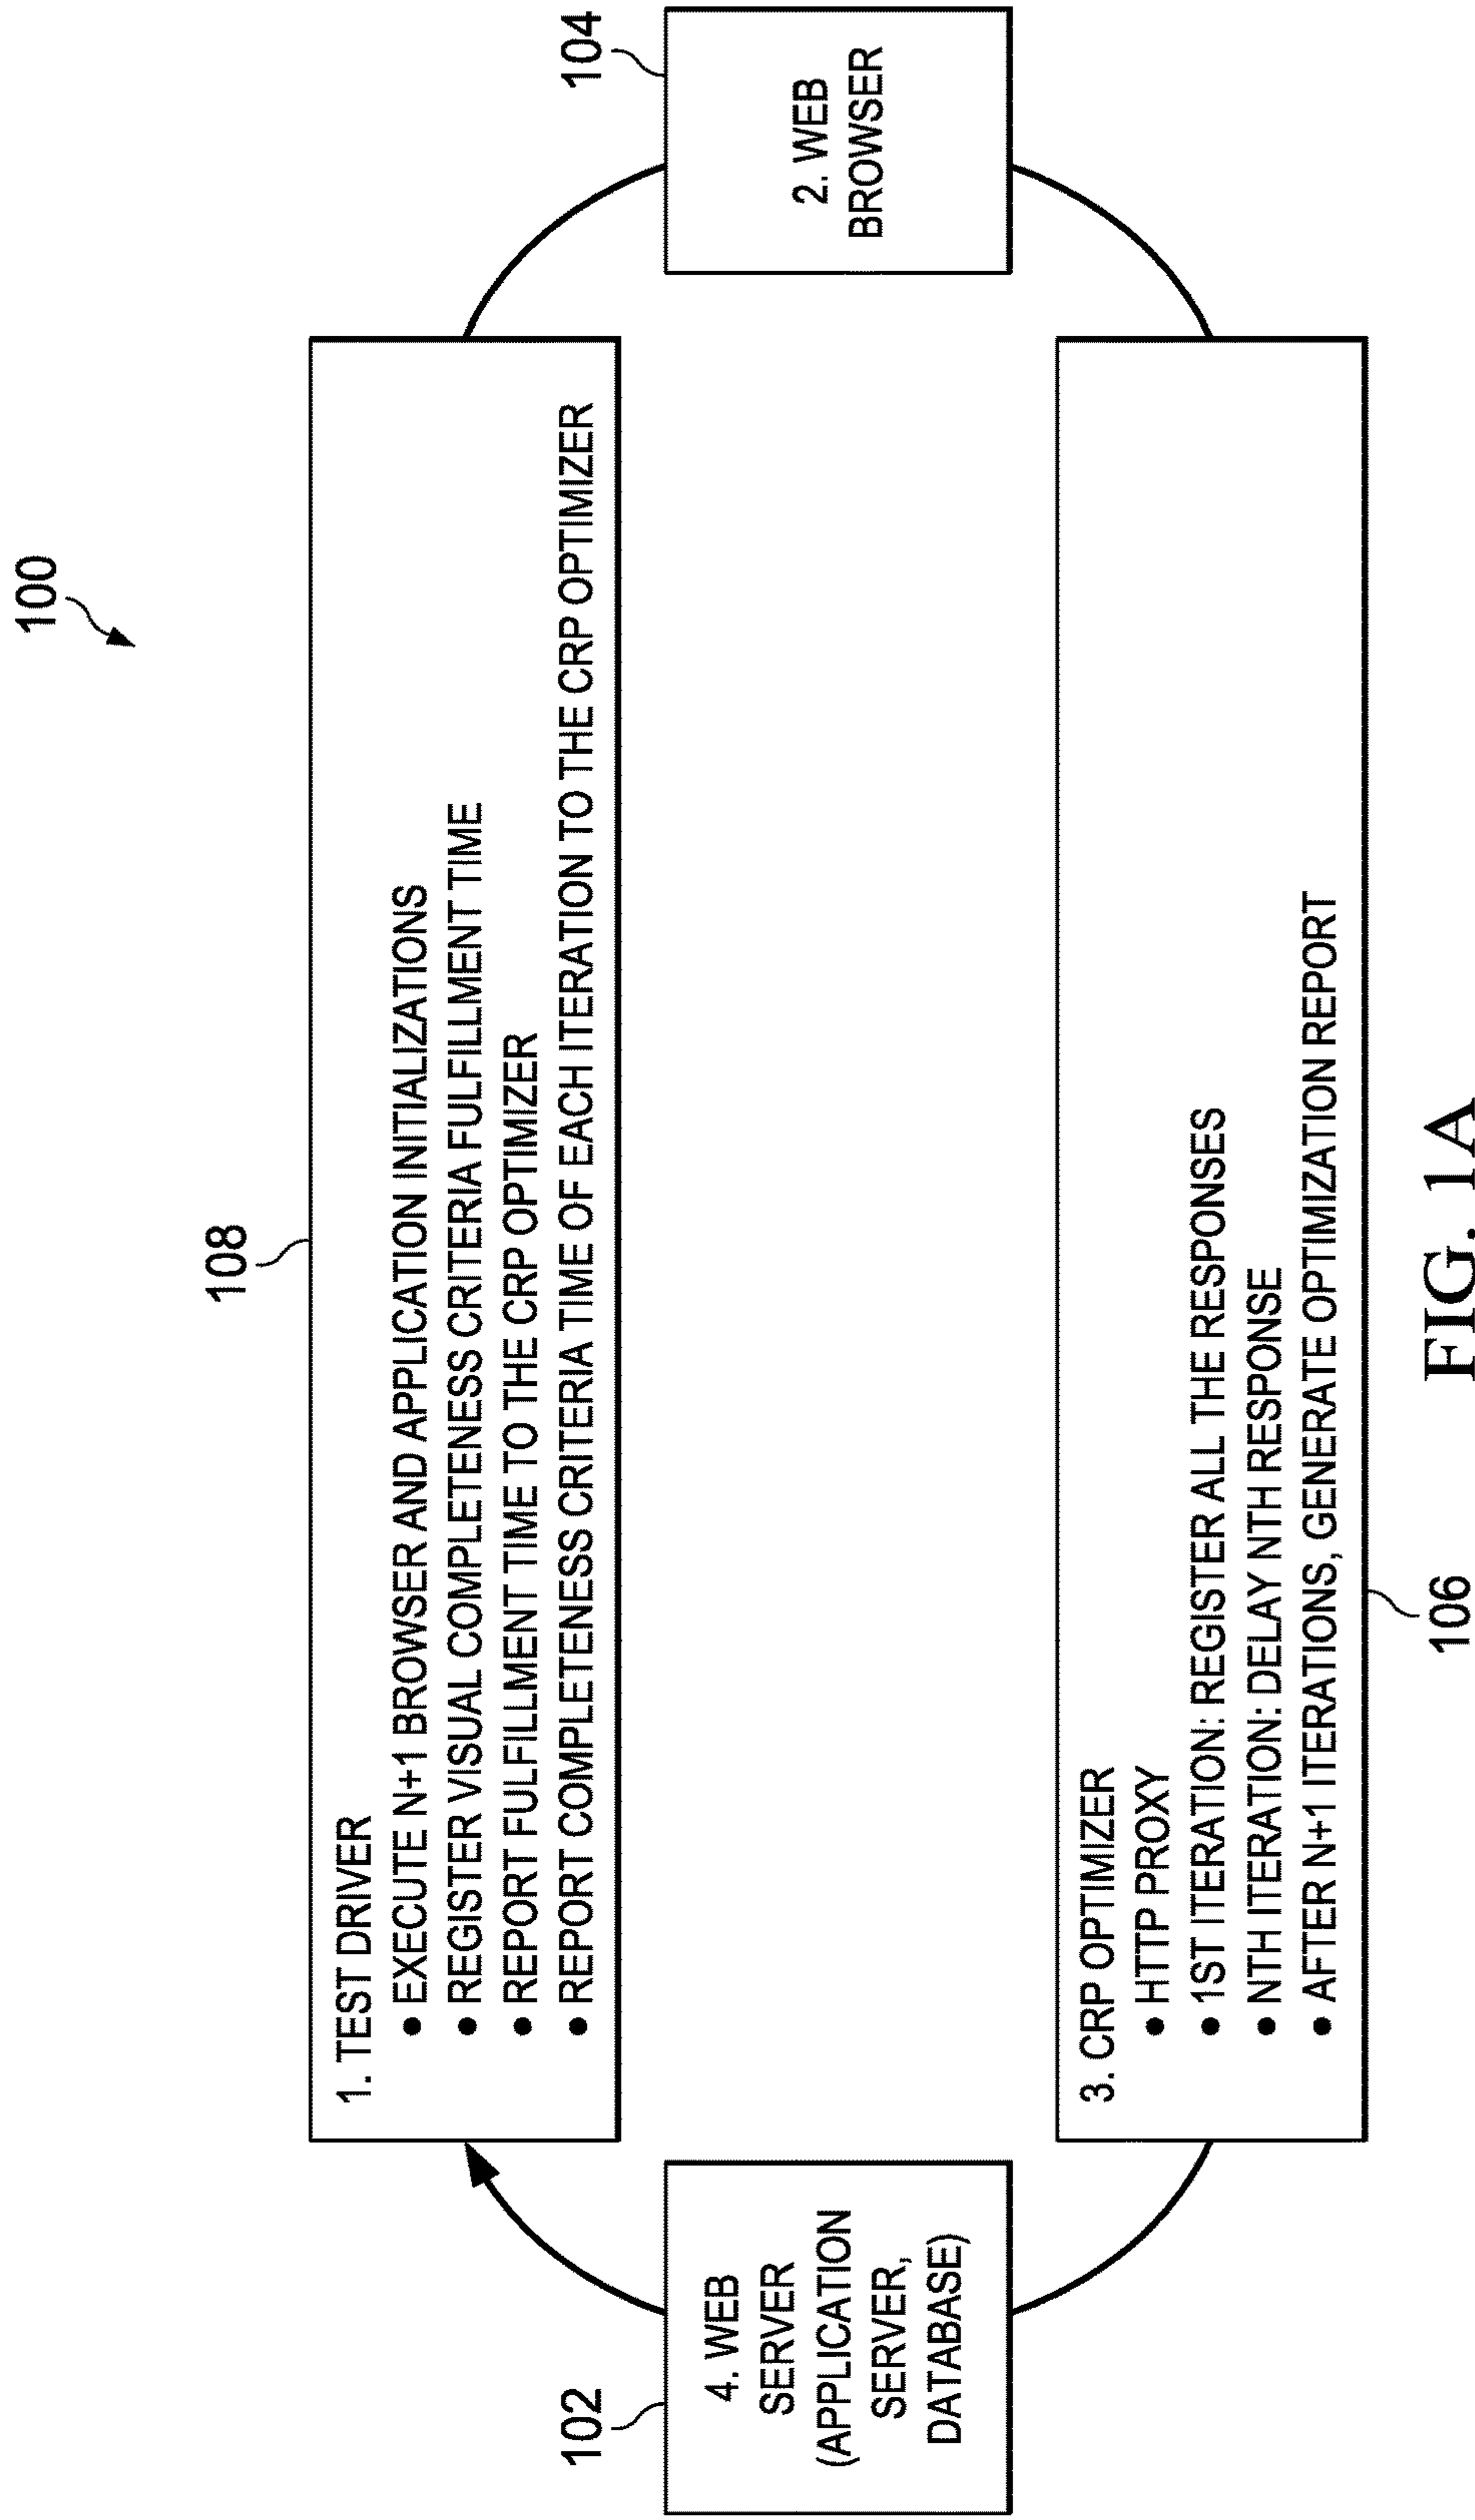 100
108
1. TEST DRIVER
● EXECUTE N+1 BROWSER AND APPLICATION INITIALIZATIONS
● REGISTER VISUAL COMPLETENESS CRITERIA FULFILLMENT TIME
● REPORT FULFILLMENT TIME TO THE CRP OPTIMIZER
● REPORT COMPLETENESS CRITERIA TIME OF EACH ITERATION TO THE CRP OPTIMIZER
102
4. WEB
SERVER
(APPLICATION
SERVER,
DATABASE)
104
2. WEB
BROWSER
3. CRP OPTIMIZER
● HTTP PROXY
● 1ST ITERATION: REGISTER ALL THE RESPONSES
● NTH ITERATION: DELAY NTH RESPONSE
● AFTER N+1 ITERATIONS, GENERATE OPTIMIZATION REPORT
106
FIG. 1A